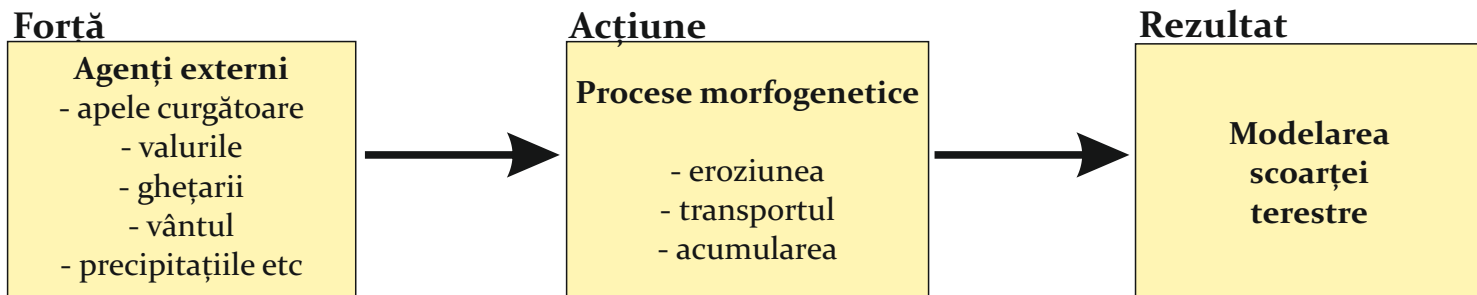 Forță
Agenți externi
- apele curgătoare
- valurile
- ghețarii
- vântul
- precipitațiile etc
Acțiune
Procese morfogenetice
- eroziunea
- transportul
- acumularea
Rezultat
Modelarea
scoarței
terestre